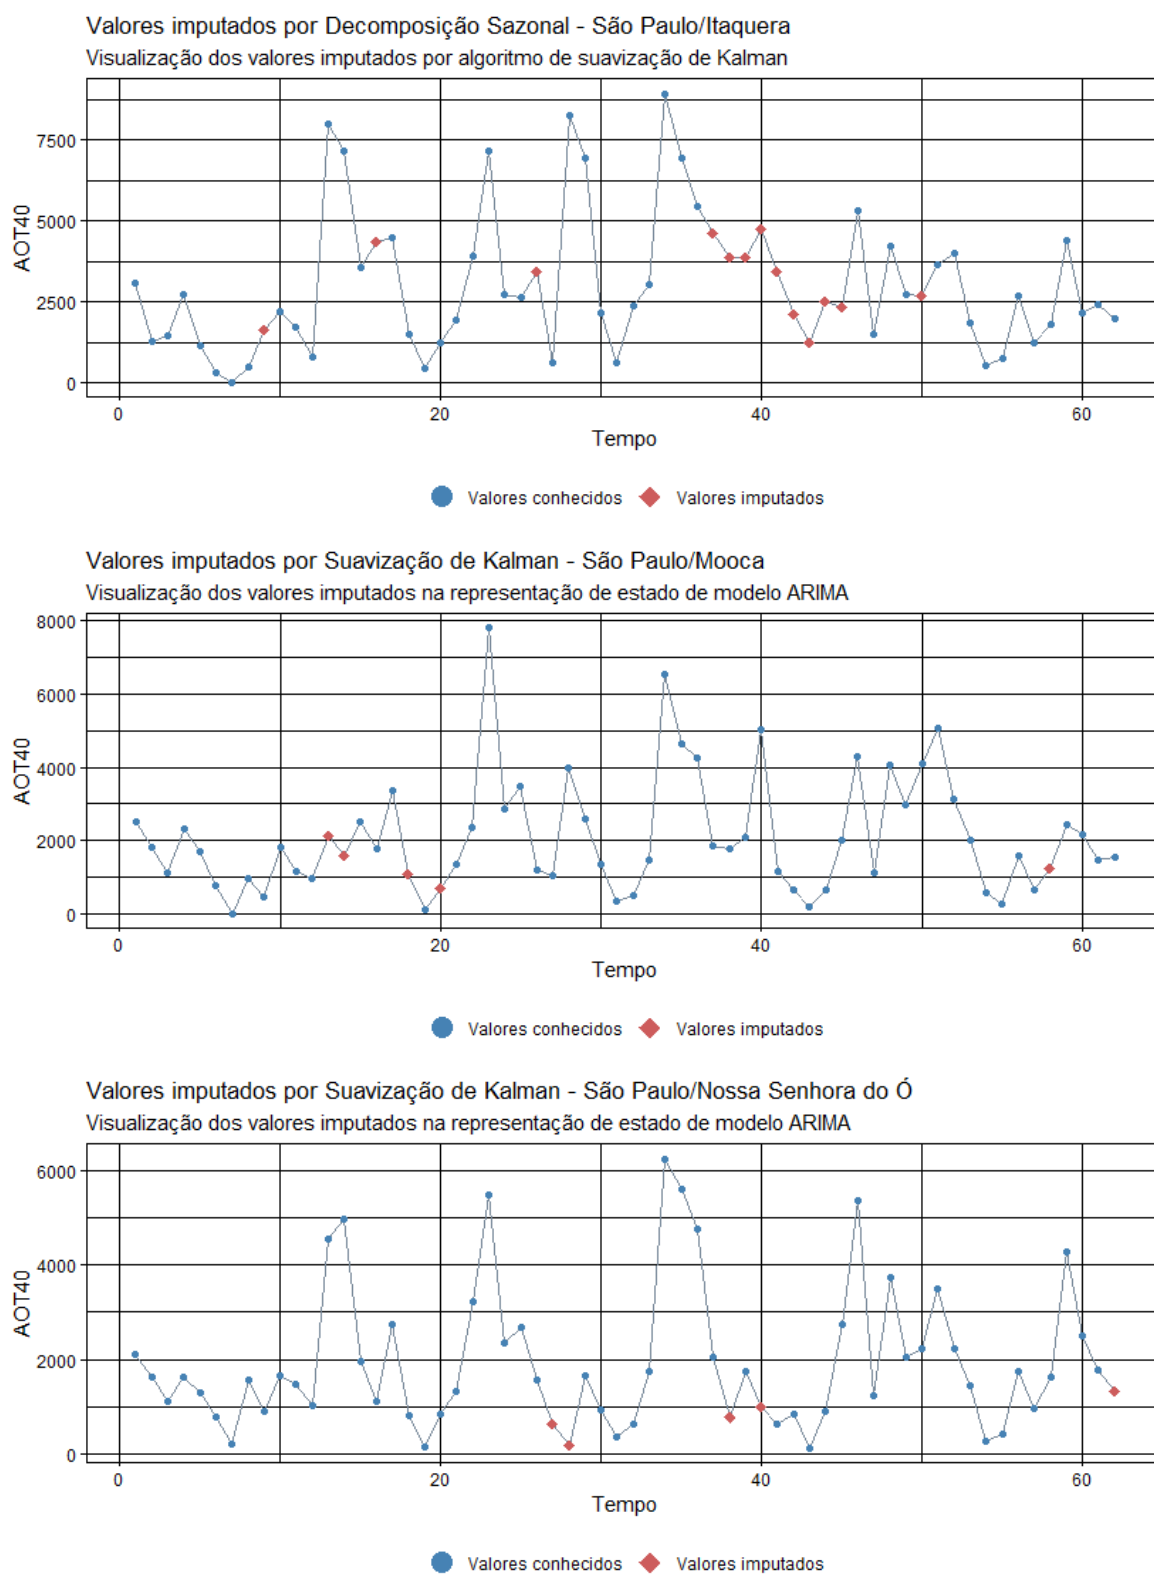 Valores imputados por Decomposição Sazonal - São Paulo/Itaquera
Visualização dos valores imputados por algoritmo de suavização de Kalman
7500
5000
2500
0
AOT40
0 20 40 60
Tempo
Valores conhecidos Valores imputados
Valores imputados por Suavização de Kalman - São Paulo/Mooca
Visualização dos valores imputados na representação de estado de modelo ARIMA
8000
6000
4000
2000
0
AOT40
0 20 40 60
Tempo
Valores conhecidos Valores imputados
Valores imputados por Suavização de Kalman - São Paulo/Nossa Senhora do Ó
Visualização dos valores imputados na representação de estado de modelo ARIMA
6000
4000
2000
0
AOT40
0 20 40 60
Tempo
Valores conhecidos Valores imputados